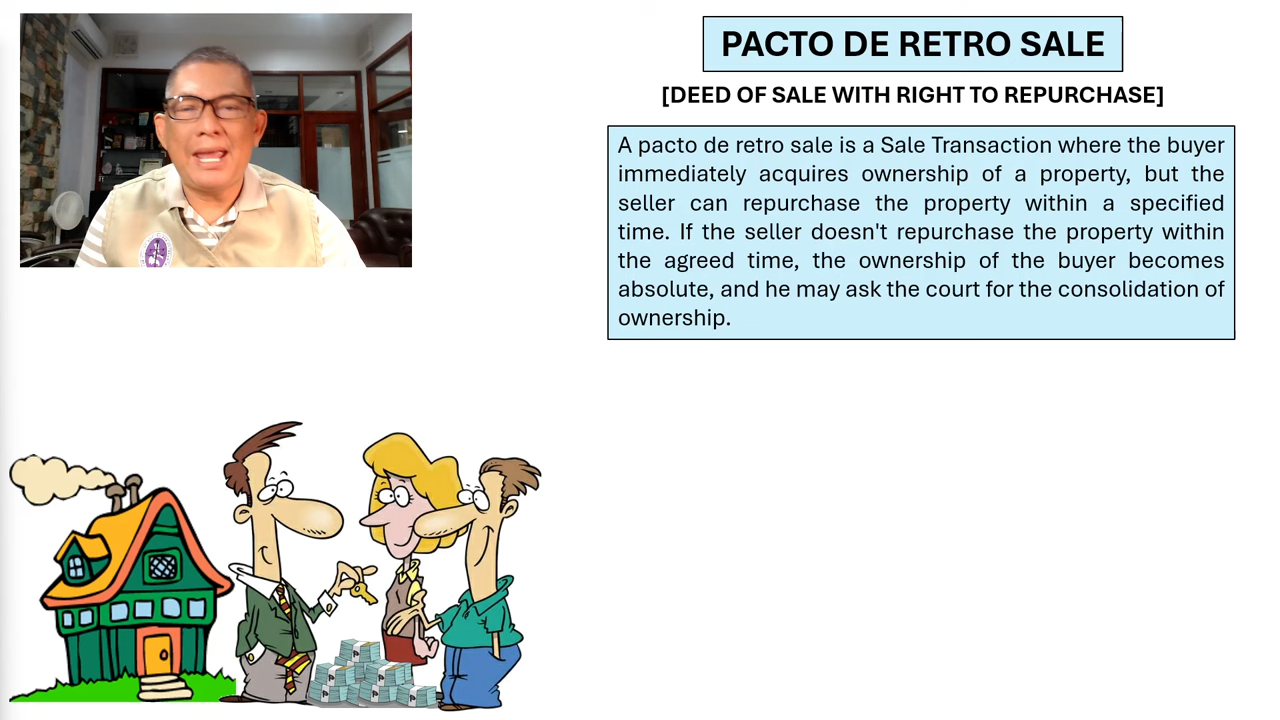 PACTO DE RETRO SALE
[DEED OF SALE WITH RIGHT TO REPURCHASE]
A pacto de retro sale is a Sale Transaction where the buyer
immediately acquires ownership of a property, but the
seller can repurchase the property within a specified
time. If the seller doesn't repurchase the property within
the agreed time, the ownership of the buyer becomes
absolute, and he may ask the court for the consolidation of
ownership.